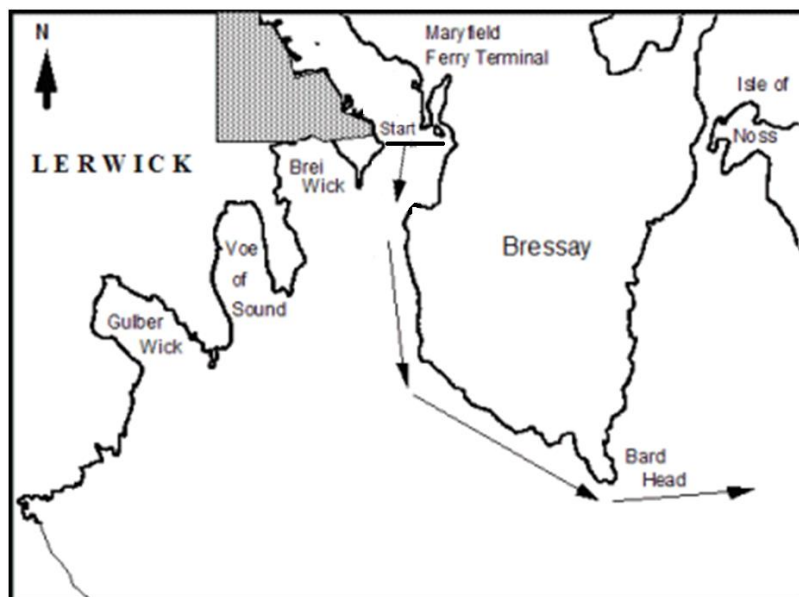 N
Maryfield
Ferry Terminal
Isle of
Noss
Start
LERWICK
Brei
Wick
Bressay
Voe
of
Sound
Gulber
Wick
Bard
Head